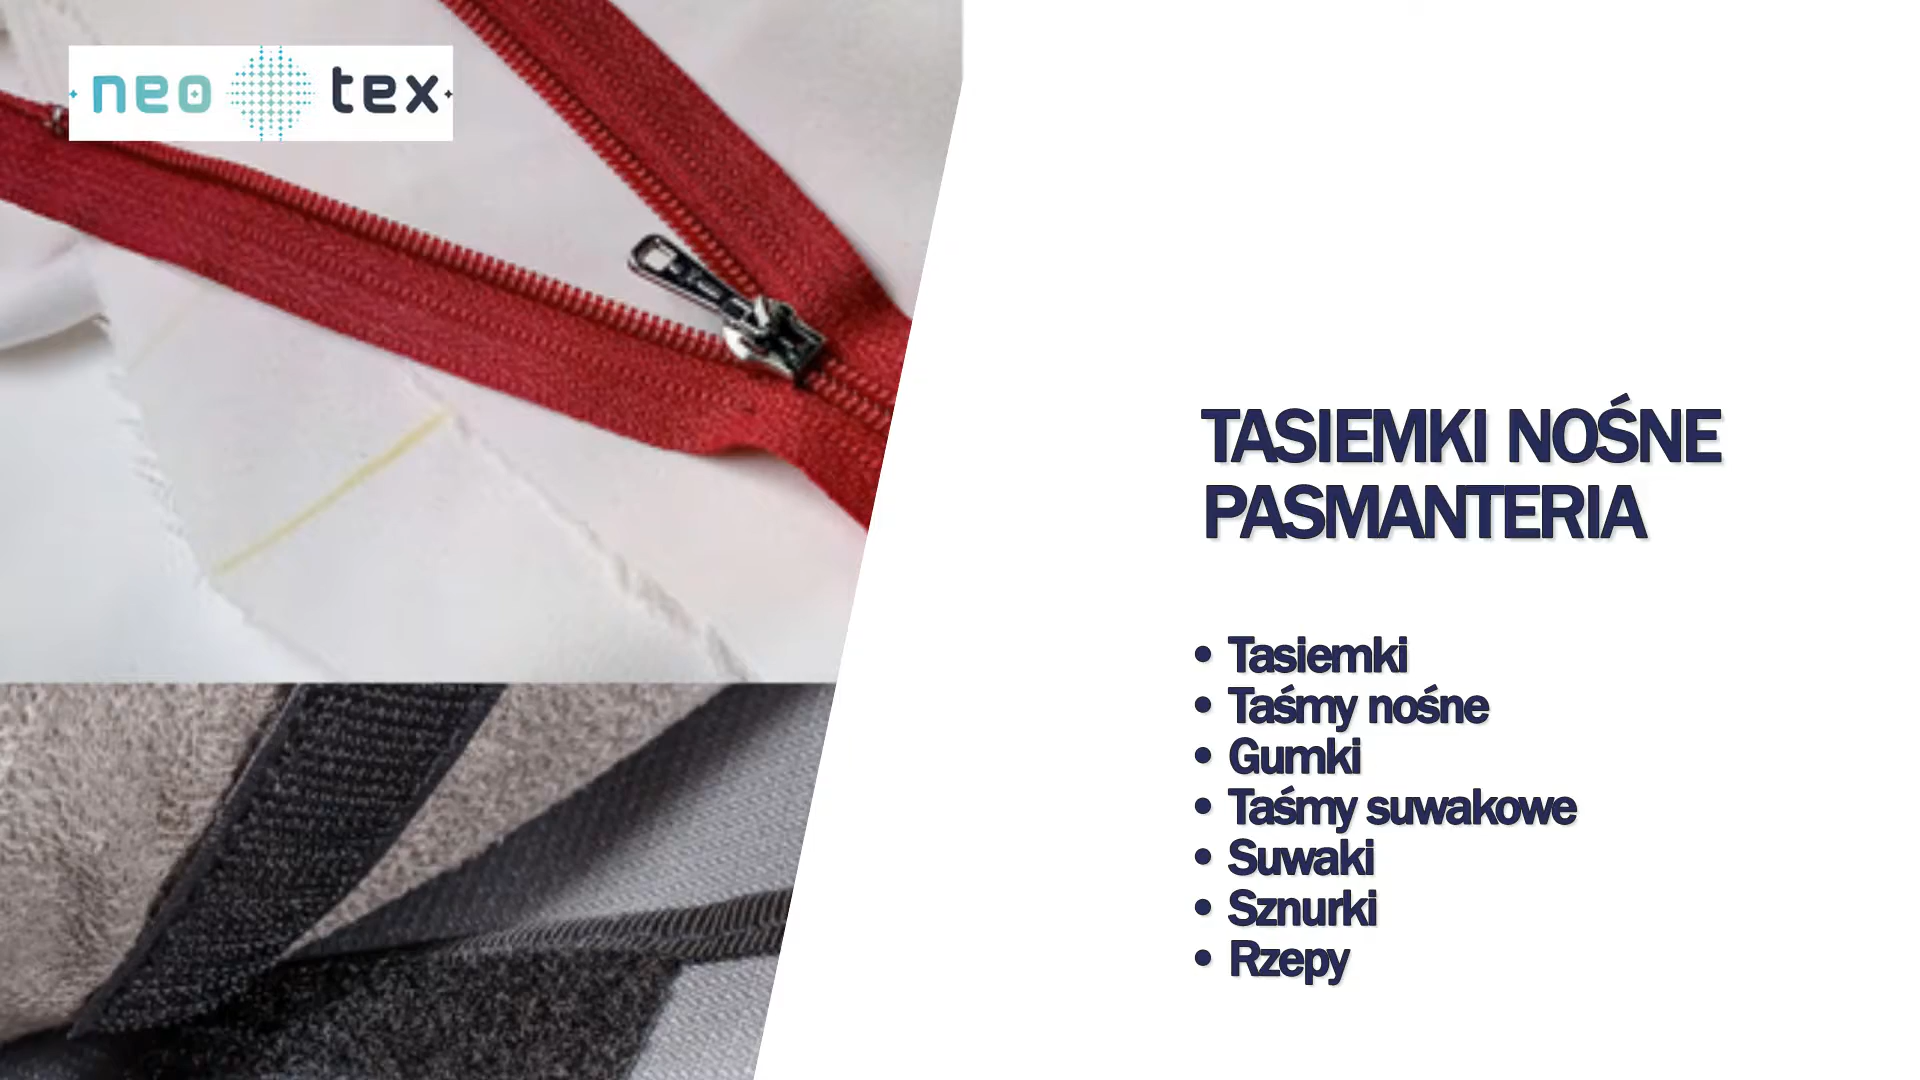 neo tex
TASIEMKI NOŚNE
PASMANTERIA
• Tasiemki
• Taśmy nośne
• Gumki
• Taśmy suwakowe
• Suwaki
• Sznurki
• Rzepy